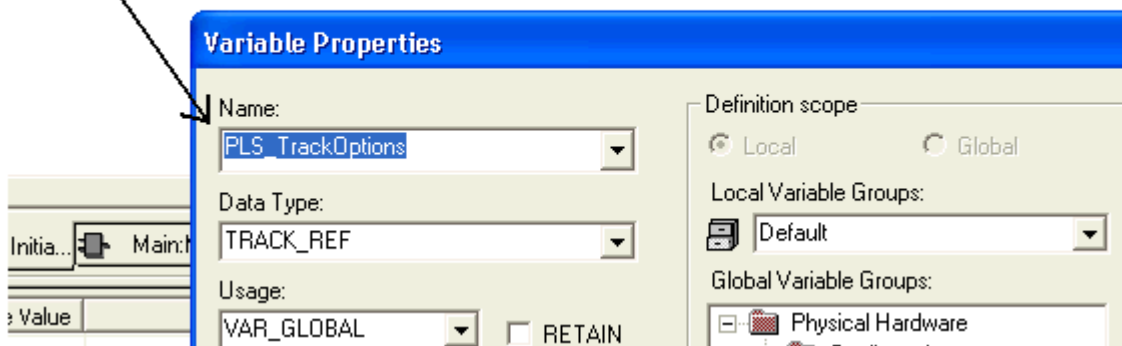 Variable Properties
Name:
PLS_TrackOptions
Data Type:
TRACK_REF
Usage:
VAR_GLOBAL
RETAIN
Definition scope
Local
Global
Local Variable Groups:
Default
Global Variable Groups:
Physical Hardware
Initia...
Main:
Value